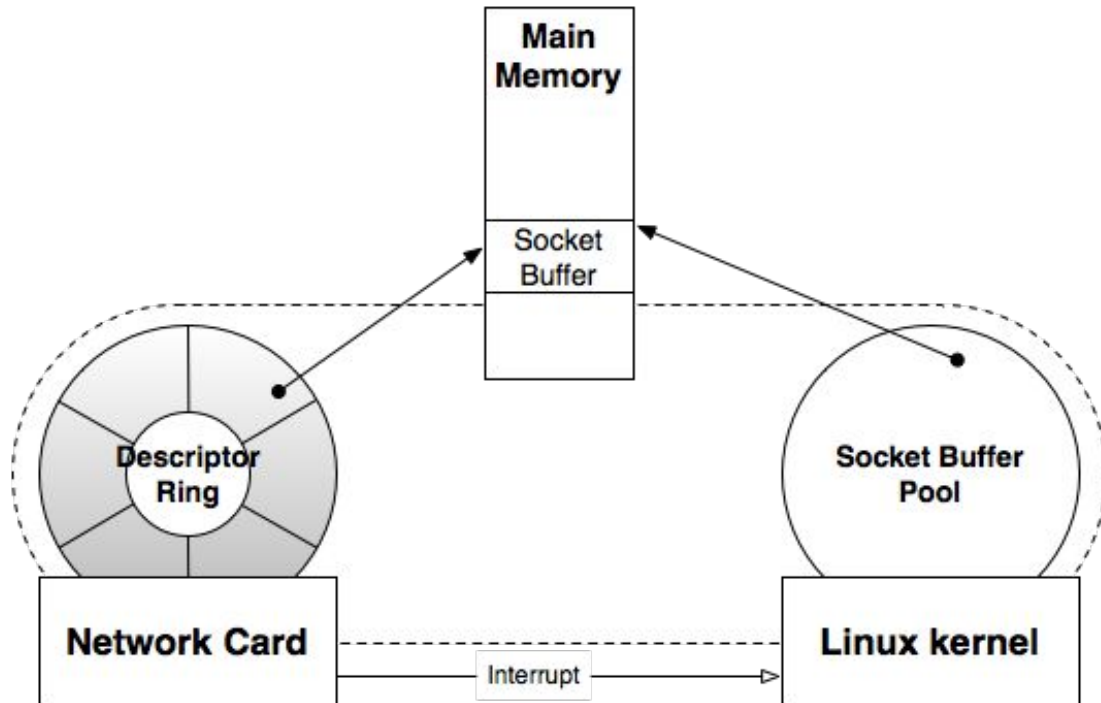 Main
Memory
Socket
Buffer
Descriptor
Ring
Socket Buffer
Pool
Network Card
Linux kernel
Interrupt